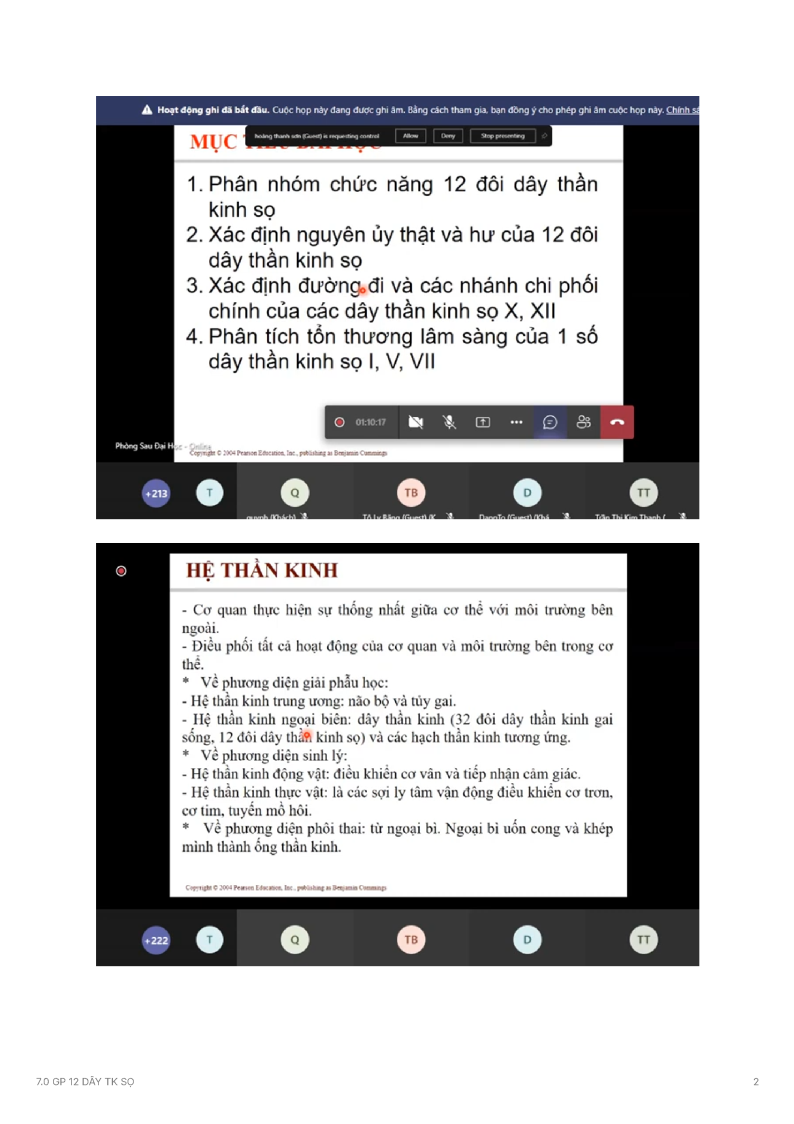 Hoạt động ghi đã bắt đầu. Cuộc họp này đang được ghi âm. Bằng cách tham gia, bạn đồng ý cho phép ghi âm cuộc họp này. Chính
hoàng thanh sdn (Guest) is requesting control Allow Deny Stop presenting
MỤC TIÊU BÀI HỌC
1. Phân nhóm chức năng 12 đôi dây thần
kinh sọ
2. Xác định nguyên ủy thật và hư của 12 đôi
dây thần kinh sọ
3. Xác định đường đi và các nhánh chi phối
chính của các dây thần kinh sọ X, XII
4. Phân tích tổn thương lâm sàng của 1 số
dây thần kinh sọ I, V, VII
01:10:17
Phòng Sau Đại Học - Online
Copyright © 2004 Pearson Education, Inc., publishing as Benjamin Cummings
+213 T Q TB D TT
quynh (Khách) Tô Ly Băng (Guest) (K DannTo (Guest) (Khá Trần Thị Kim Thanh (
HỆ THẦN KINH
- Cơ quan thực hiện sự thống nhất giữa cơ thể với môi trường bên
ngoài.
- Điều phối tất cả hoạt động của cơ quan và môi trường bên trong cơ
thể.
* Về phương diện giải phẫu học:
- Hệ thần kinh trung ương: não bộ và tủy gai.
- Hệ thần kinh ngoại biên: dây thần kinh (32 đôi dây thần kinh gai
sống, 12 đôi dây thần kinh sọ) và các hạch thần kinh tương ứng.
* Về phương diện sinh lý:
- Hệ thần kinh động vật: điều khiển cơ vân và tiếp nhận cảm giác.
- Hệ thần kinh thực vật: là các sợi ly tâm vận động điều khiển cơ trơn,
cơ tim, tuyến mồ hôi.
* Về phương diện phôi thai: từ ngoại bì. Ngoại bì uốn cong và khép
mình thành ống thần kinh.
Copyright © 2004 Pearson Education, Inc., publishing as Benjamin Cummings
+222 T Q TB D TT
7.0 GP 12 DÂY TK SỌ 2